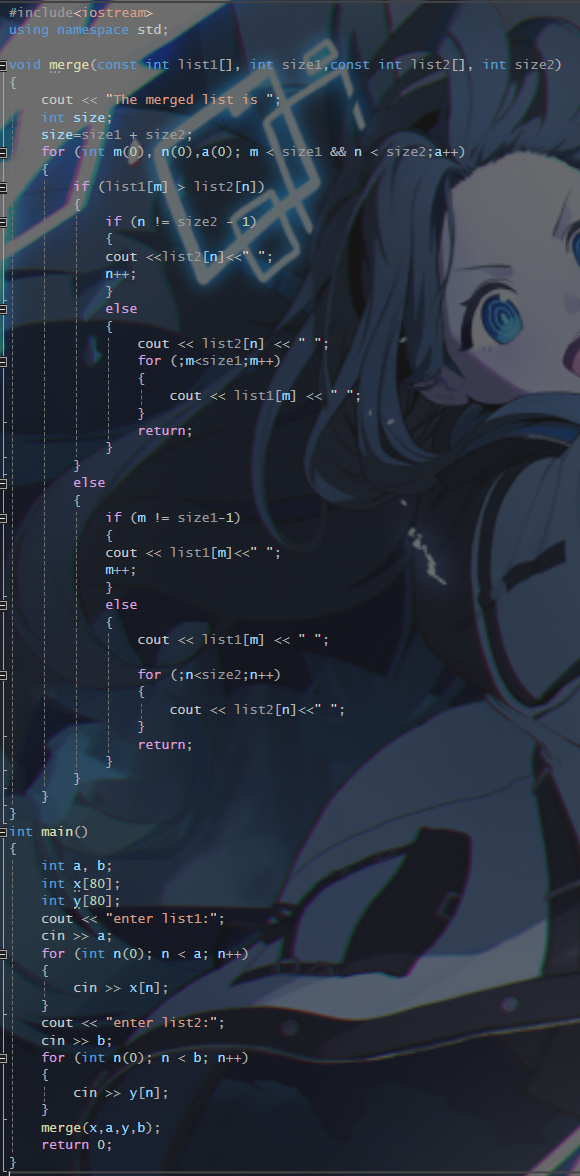 #include<iostream>
using namespace std;
void merge(const int list1[], int size1,const int list2[], int size2)
{
cout << "The merged list is ";
int size;
size=size1 + size2;
for (int m(0), n(0),a(0); m < size1 && n < size2;a++)
{
if (list1[m] > list2[n])
{
if (n != size2 - 1)
{
cout <<list2[n]<<" ";
n++;
}
else
{
cout << list2[n] << " ";
for (;m<size1;m++)
{
cout << list1[m] << " ";
}
return;
}
}
else
{
if (m != size1-1)
{
cout << list1[m]<<" ";
m++;
}
else
{
cout << list1[m] << " ";
for (;n<size2;n++)
{
cout << list2[n]<<" ";
}
return;
}
}
}
}
int main()
{
int a, b;
int x[80];
int y[80];
cout << "enter list1:";
cin >> a;
for (int n(0); n < a; n++)
{
cin >> x[n];
}
cout << "enter list2:";
cin >> b;
for (int n(0); n < b; n++)
{
cin >> y[n];
}
merge(x,a,y,b);
return 0;
}